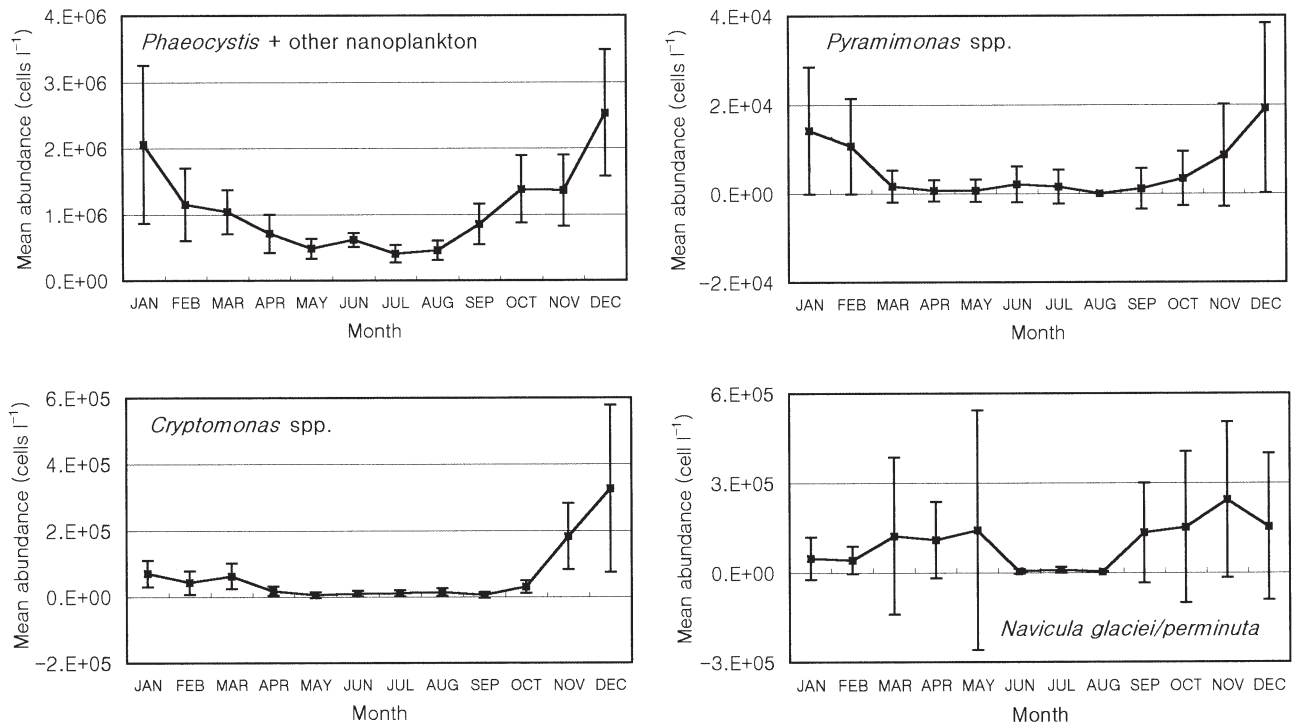 Phaeocystis + other nanoplankton
Mean abundance (cells l⁻¹)
4.E+06
3.E+06
2.E+06
1.E+06
0.E+00
JAN FEB MAR APR MAY JUN JUL AUG SEP OCT NOV DEC
Month
Pyramimonas spp.
Mean abundance (cells l⁻¹)
4.E+04
2.E+04
0.E+00
-2.E+04
JAN FEB MAR APR MAY JUN JUL AUG SEP OCT NOV DEC
Month
Cryptomonas spp.
Mean abundance (cells l⁻¹)
6.E+05
4.E+05
2.E+05
0.E+00
-2.E+05
JAN FEB MAR APR MAY JUN JUL AUG SEP OCT NOV DEC
Month
Mean abundance (cell l⁻¹)
6.E+05
3.E+05
0.E+00
-3.E+05
Navicula glaciei/perminuta
JAN FEB MAR APR MAY JUN JUL AUG SEP OCT NOV DEC
Month